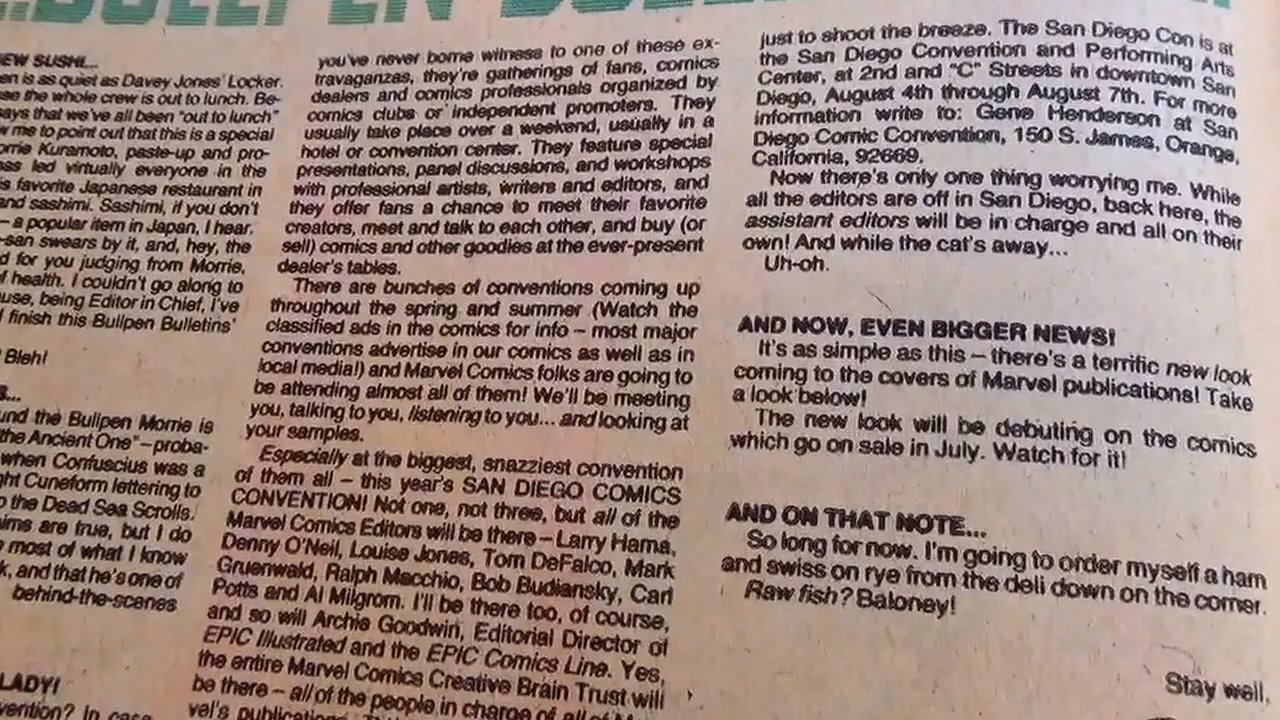 BULLPEN
NEW SUSHI...
en is as quiet as Davey Jones' Locker.
se the whole crew is out to lunch. Be-
says that we've all been "out to lunch"
w me to point out that this is a special
orrie Kuramoto, paste-up and pro-
ss led virtually everyone in the
s favorite Japanese restaurant in
and sashimi. Sashimi, if you don't
– a popular item in Japan, I hear.
-san swears by it, and, hey, the
d for you judging from Morrie,
f health. I couldn't go along to
use, being Editor in Chief, I've
finish this Bullpen Bulletins'
Bleh!
S...
und the Bullpen Morrie is
the Ancient One" – proba-
when Confuscius was a
ght Cuneform lettering to
o the Dead Sea Scrolls.
ims are true, but I do
most of what I know
k, and that he's one of
behind-the-scenes
LADY!
vention? In case
you've never borne witness to one of these ex-
travaganzas, they're gatherings of fans, comics
dealers and comics professionals organized by
comics clubs or independent promoters. They
usually take place over a weekend, usually in a
hotel or convention center. They feature special
presentations, panel discussions, and workshops
with professional artists, writers and editors, and
they offer fans a chance to meet their favorite
creators, meet and talk to each other, and buy (or
sell) comics and other goodies at the ever-present
dealer's tables.
There are bunches of conventions coming up
throughout the spring and summer (Watch the
classified ads in the comics for info – most major
conventions advertise in our comics as well as in
local media!) and Marvel Comics folks are going to
be attending almost all of them! We'll be meeting
you, talking to you, listening to you... and looking at
your samples.
Especially at the biggest, snazziest convention
of them all – this year's SAN DIEGO COMICS
CONVENTION! Not one, not three, but all of the
Marvel Comics Editors will be there – Larry Hama,
Denny O'Neil, Louise Jones, Tom DeFalco, Mark
Gruenwald, Ralph Macchio, Bob Budiansky, Carl
Potts and Al Milgrom. I'll be there too, of course,
and so will Archie Goodwin, Editorial Director of
EPIC Illustrated and the EPIC Comics Line. Yes,
the entire Marvel Comics Creative Brain Trust will
be there – all of the people in charge of all of
vel's publications.
just to shoot the breeze. The San Diego Con is at
the San Diego Convention and Performing Arts
Center, at 2nd and "C" Streets in downtown San
Diego, August 4th through August 7th. For more
information write to: Gene Henderson at San
Diego Comic Convention, 150 S. James, Orange,
California, 92669.
Now there's only one thing worrying me. While
all the editors are off in San Diego, back here, the
assistant editors will be in charge and all on their
own! And while the cat's away...
Uh-oh.
AND NOW, EVEN BIGGER NEWS!
It's as simple as this – there's a terrific new look
coming to the covers of Marvel publications! Take
a look below!
The new look will be debuting on the comics
which go on sale in July. Watch for it!
AND ON THAT NOTE...
So long for now. I'm going to order myself a ham
and swiss on rye from the deli down on the corner.
Raw fish? Baloney!
Stay well,